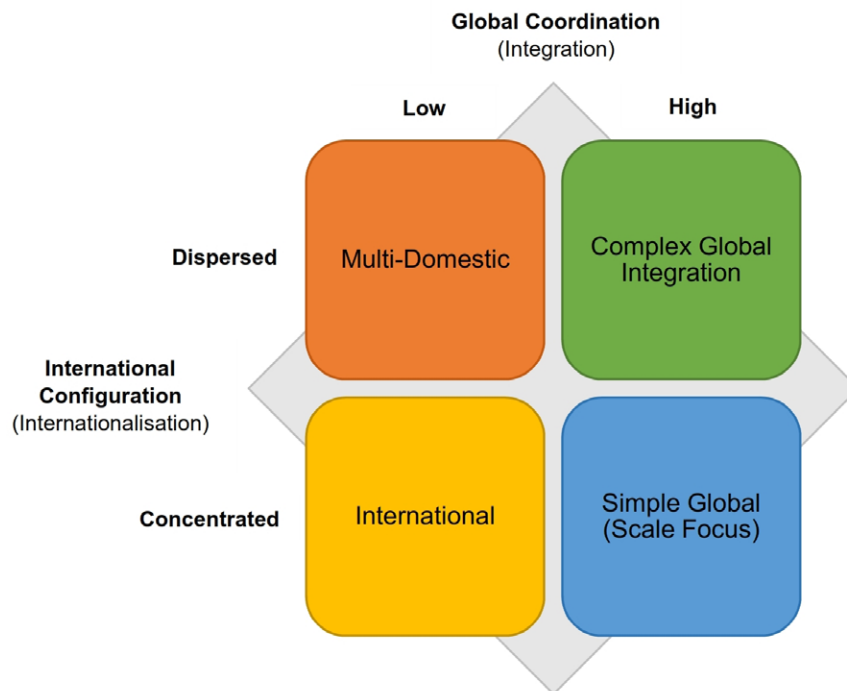 Global Coordination
(Integration)
Low
High
Dispersed
Multi-Domestic
Complex Global
Integration
International
Configuration
(Internationalisation)
Concentrated
International
Simple Global
(Scale Focus)